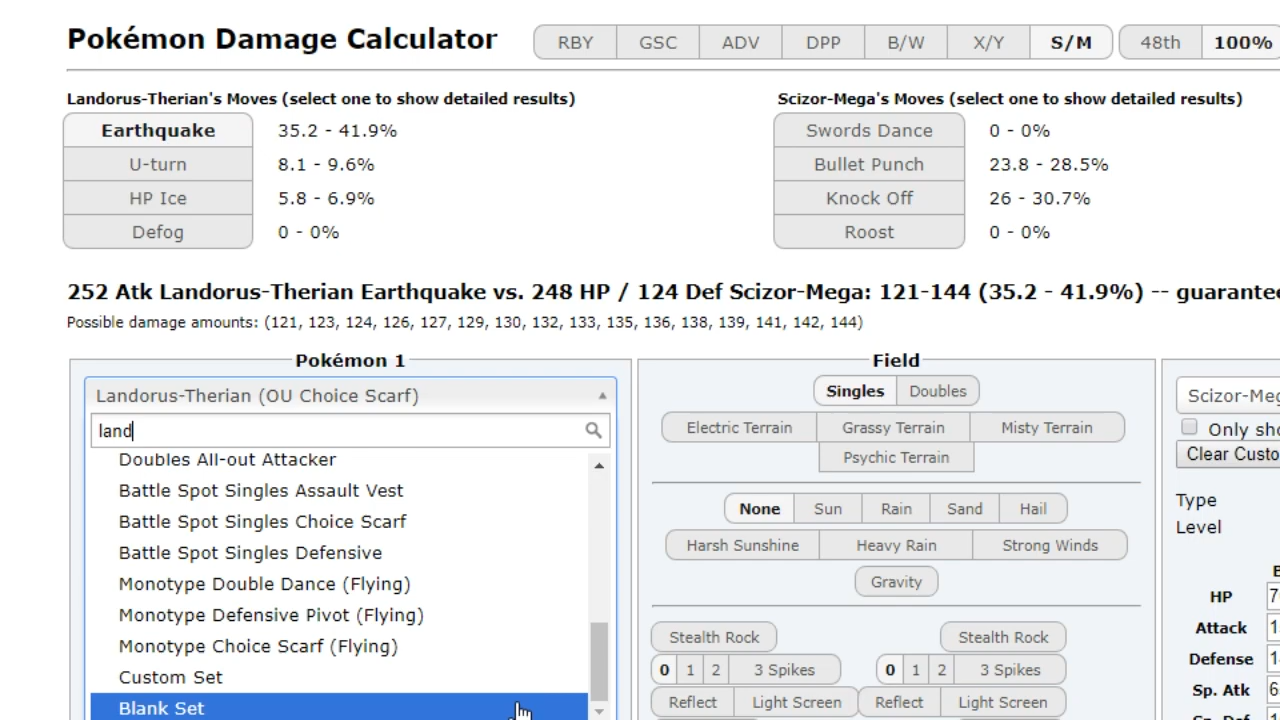 Pokémon Damage Calculator RBY GSC ADV DPP B/W X/Y S/M 48th 100%
Landorus-Therian's Moves (select one to show detailed results)
Earthquake 35.2 - 41.9%
U-turn 8.1 - 9.6%
HP Ice 5.8 - 6.9%
Defog 0 - 0%
Scizor-Mega's Moves (select one to show detailed results)
Swords Dance 0 - 0%
Bullet Punch 23.8 - 28.5%
Knock Off 26 - 30.7%
Roost 0 - 0%
252 Atk Landorus-Therian Earthquake vs. 248 HP / 124 Def Scizor-Mega: 121-144 (35.2 - 41.9%) -- guarantee
Possible damage amounts: (121, 123, 124, 126, 127, 129, 130, 132, 133, 135, 136, 138, 139, 141, 142, 144)
Pokémon 1
Landorus-Therian (OU Choice Scarf)
land
Doubles All-out Attacker
Battle Spot Singles Assault Vest
Battle Spot Singles Choice Scarf
Battle Spot Singles Defensive
Monotype Double Dance (Flying)
Monotype Defensive Pivot (Flying)
Monotype Choice Scarf (Flying)
Custom Set
Blank Set
Field
Singles Doubles
Electric Terrain Grassy Terrain Misty Terrain
Psychic Terrain
None Sun Rain Sand Hail
Harsh Sunshine Heavy Rain Strong Winds
Gravity
Stealth Rock Stealth Rock
0 1 2 3 Spikes 0 1 2 3 Spikes
Reflect Light Screen Reflect Light Screen
Scizor-Meg
Only sho
Clear Custo
Type
Level
HP 7
Attack 1
Defense 1
Sp. Atk 6